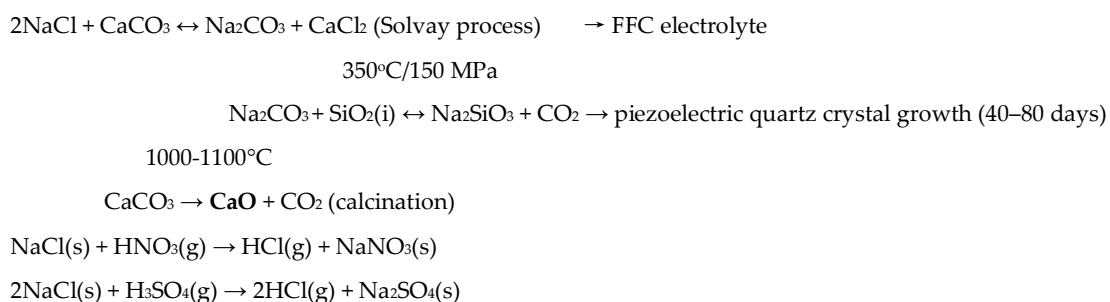 2NaCl + CaCO₃ ↔ Na₂CO₃ + CaCl₂ (Solvay process) → FFC electrolyte
350°C/150 MPa
Na₂CO₃ + SiO₂(i) ↔ Na₂SiO₃ + CO₂ → piezoelectric quartz crystal growth (40–80 days)
1000-1100°C
CaCO₃ → CaO + CO₂ (calcination)
NaCl(s) + HNO₃(g) → HCl(g) + NaNO₃(s)
2NaCl(s) + H₃SO₄(g) → 2HCl(g) + Na₂SO₄(s)